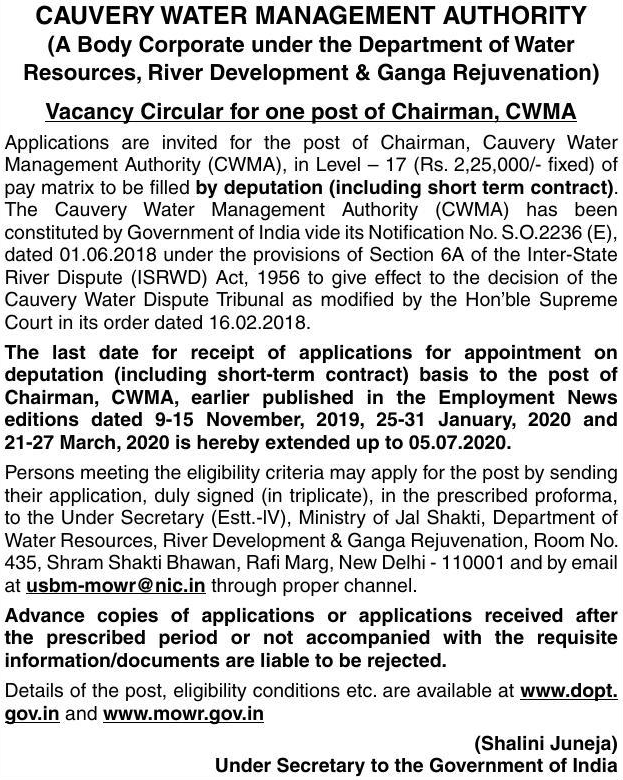 CAUVERY WATER MANAGEMENT AUTHORITY
(A Body Corporate under the Department of Water
Resources, River Development & Ganga Rejuvenation)
Vacancy Circular for one post of Chairman, CWMA
Applications are invited for the post of Chairman, Cauvery Water
Management Authority (CWMA), in Level – 17 (Rs. 2,25,000/- fixed) of
pay matrix to be filled by deputation (including short term contract).
The Cauvery Water Management Authority (CWMA) has been
constituted by Government of India vide its Notification No. S.O.2236 (E),
dated 01.06.2018 under the provisions of Section 6A of the Inter-State
River Dispute (ISRWD) Act, 1956 to give effect to the decision of the
Cauvery Water Dispute Tribunal as modified by the Hon'ble Supreme
Court in its order dated 16.02.2018.
The last date for receipt of applications for appointment on
deputation (including short-term contract) basis to the post of
Chairman, CWMA, earlier published in the Employment News
editions dated 9-15 November, 2019, 25-31 January, 2020 and
21-27 March, 2020 is hereby extended up to 05.07.2020.
Persons meeting the eligibility criteria may apply for the post by sending
their application, duly signed (in triplicate), in the prescribed proforma,
to the Under Secretary (Estt.-IV), Ministry of Jal Shakti, Department of
Water Resources, River Development & Ganga Rejuvenation, Room No.
435, Shram Shakti Bhawan, Rafi Marg, New Delhi - 110001 and by email
at usbm-mowr@nic.in through proper channel.
Advance copies of applications or applications received after
the prescribed period or not accompanied with the requisite
information/documents are liable to be rejected.
Details of the post, eligibility conditions etc. are available at www.dopt.
gov.in and www.mowr.gov.in
(Shalini Juneja)
Under Secretary to the Government of India